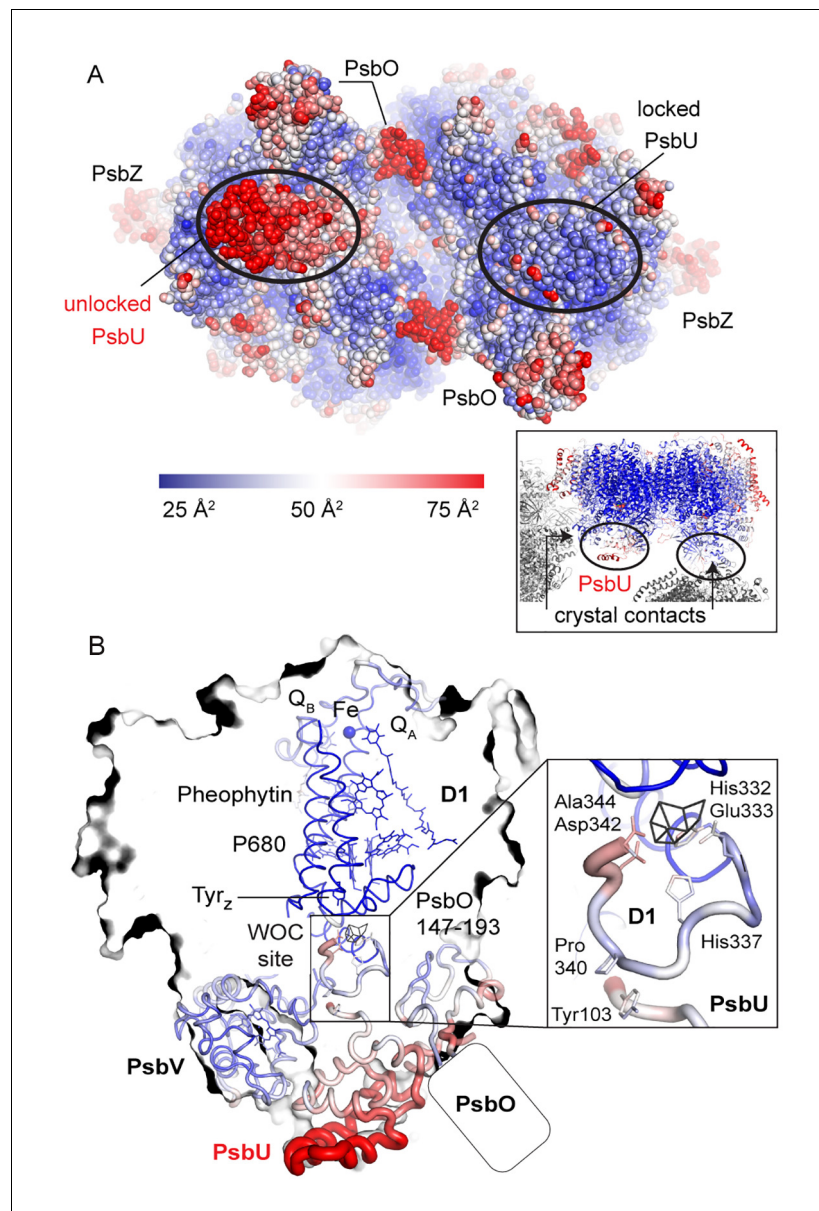 A
PsbO
locked
PsbU
PsbZ
unlocked
PsbU
PsbZ
PsbO
25 Å²
50 Å²
75 Å²
PsbU
crystal contacts
B
Q_B
Fe
Q_A
Pheophytin
D1
P680
Tyr_z
PsbO
147-193
WOC
site
PsbV
PsbU
PsbO
Ala344
Asp342
His332
Glu333
D1
His337
Pro
340
PsbU
Tyr103